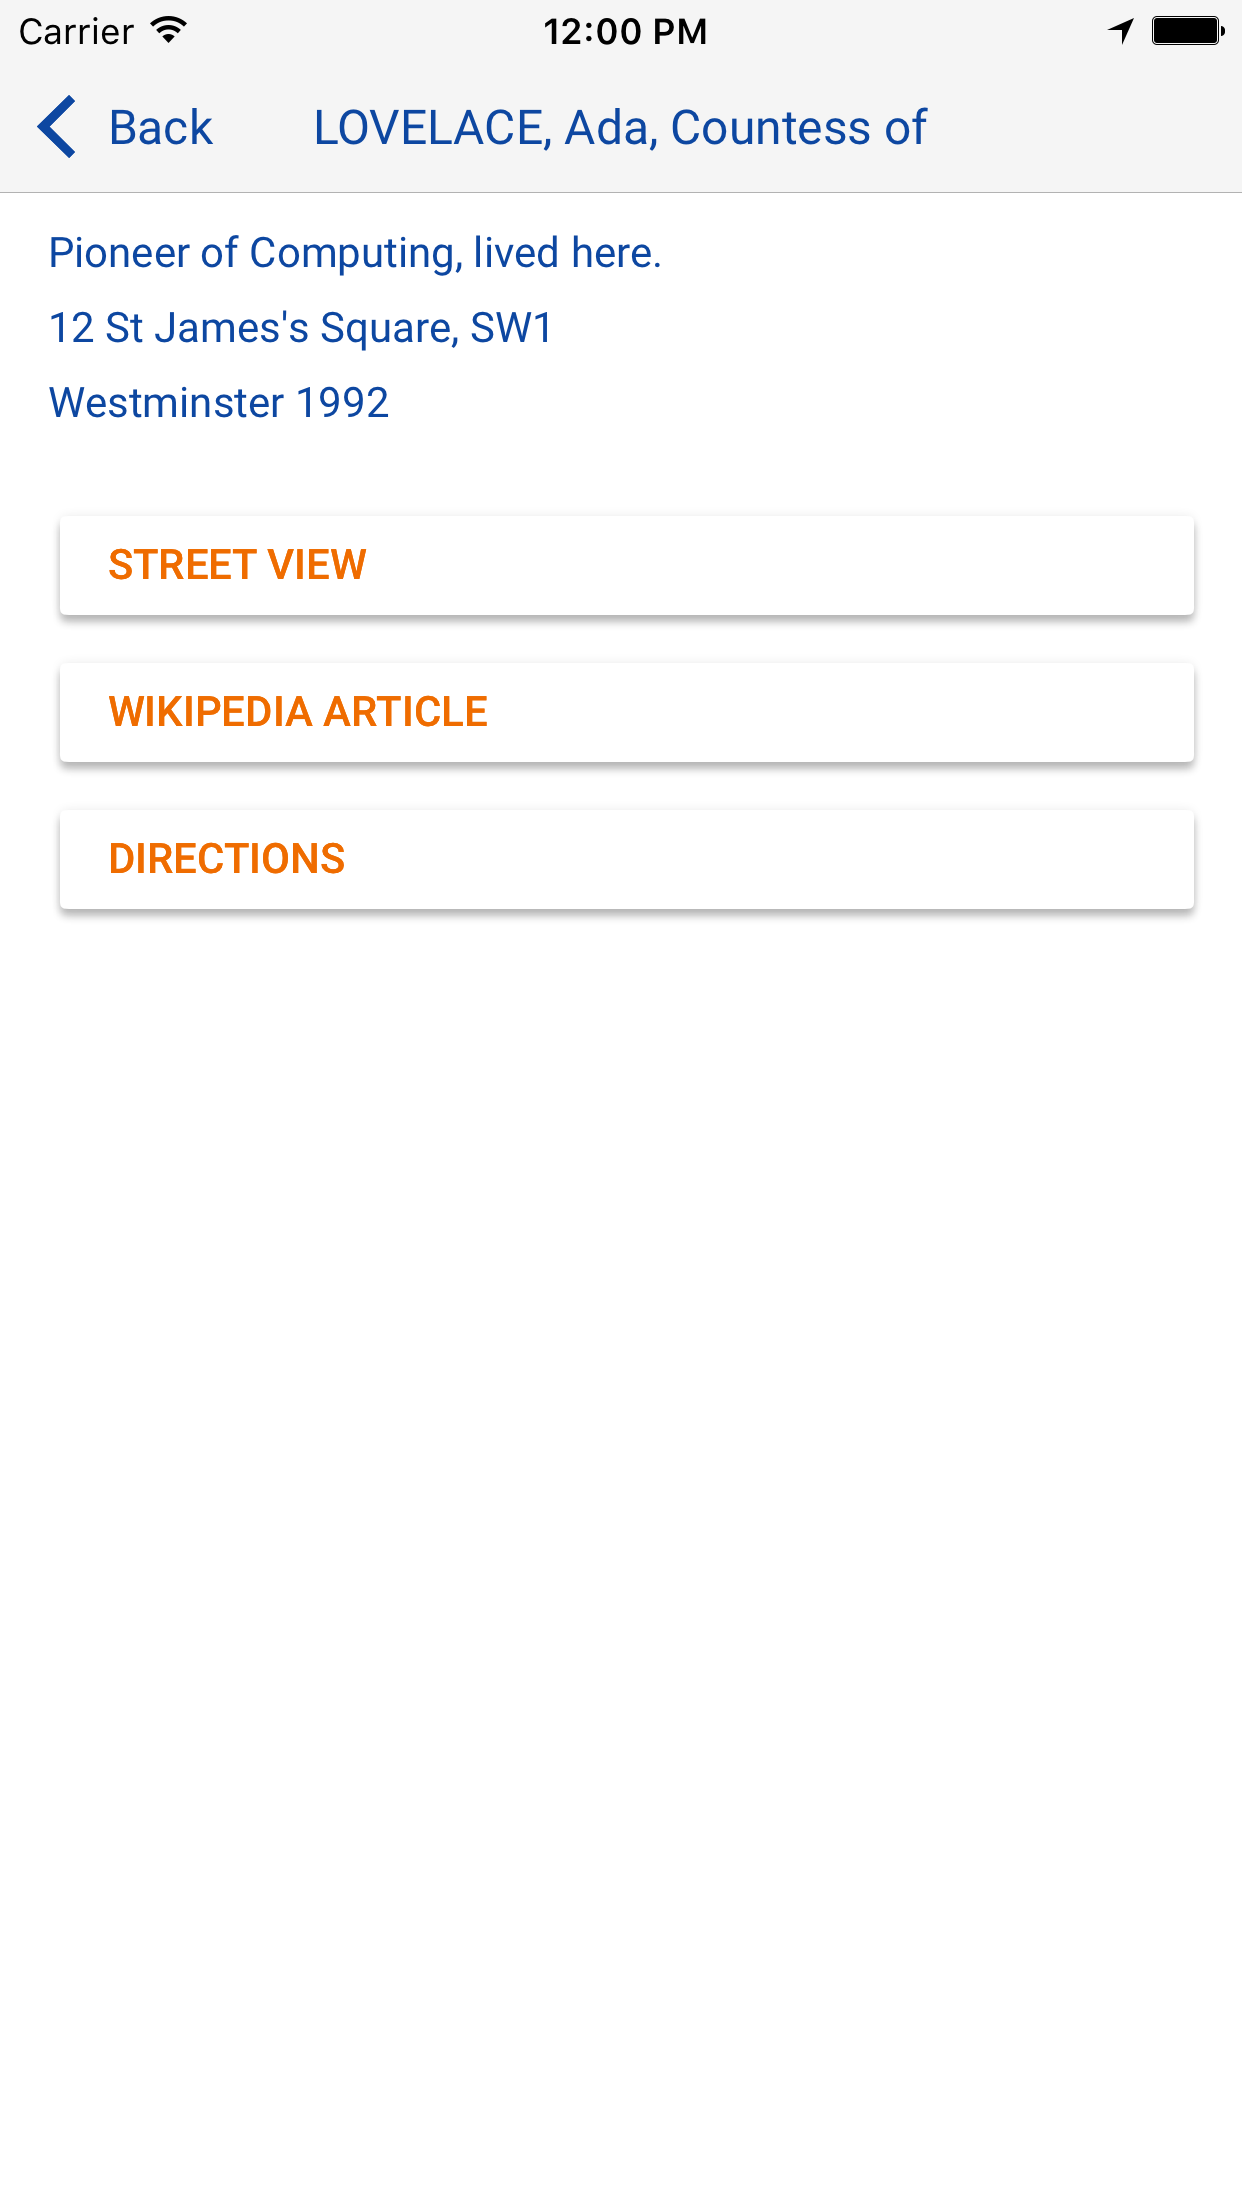 Carrier 12:00 PM
Back LOVELACE, Ada, Countess of
Pioneer of Computing, lived here.
12 St James's Square, SW1
Westminster 1992
STREET VIEW
WIKIPEDIA ARTICLE
DIRECTIONS